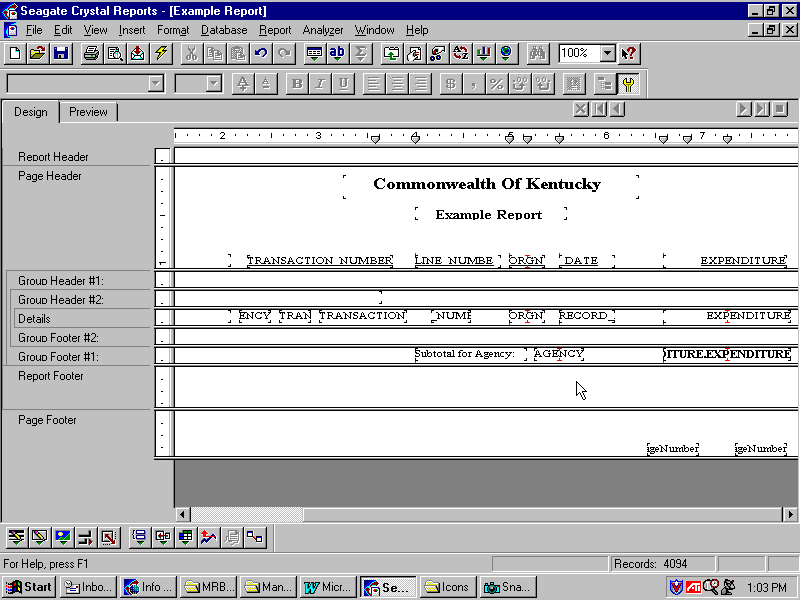 Seagate Crystal Reports - [Example Report]
File Edit View Insert Format Database Report Analyzer Window Help
100%
Design Preview
2 3 4 5 6 7
Report Header
Page Header
Commonwealth Of Kentucky
Example Report
TRANSACTION NUMBER LINE NUMBE ORGN DATE EXPENDITURE
1
Group Header #1:
Group Header #2:
Details ENCY TRAN TRANSACTION NUMI ORGN RECORD_ EXPENDITURE
Group Footer #2:
Group Footer #1: Subtotal for Agency: AGENCY ITURE.EXPENDITURE
Report Footer
Page Footer
geNumber geNumber
For Help, press F1 Records: 4094
Start Inbo... Info ... MRB... Man... Micr... Se... Icons Sna... 1:03 PM